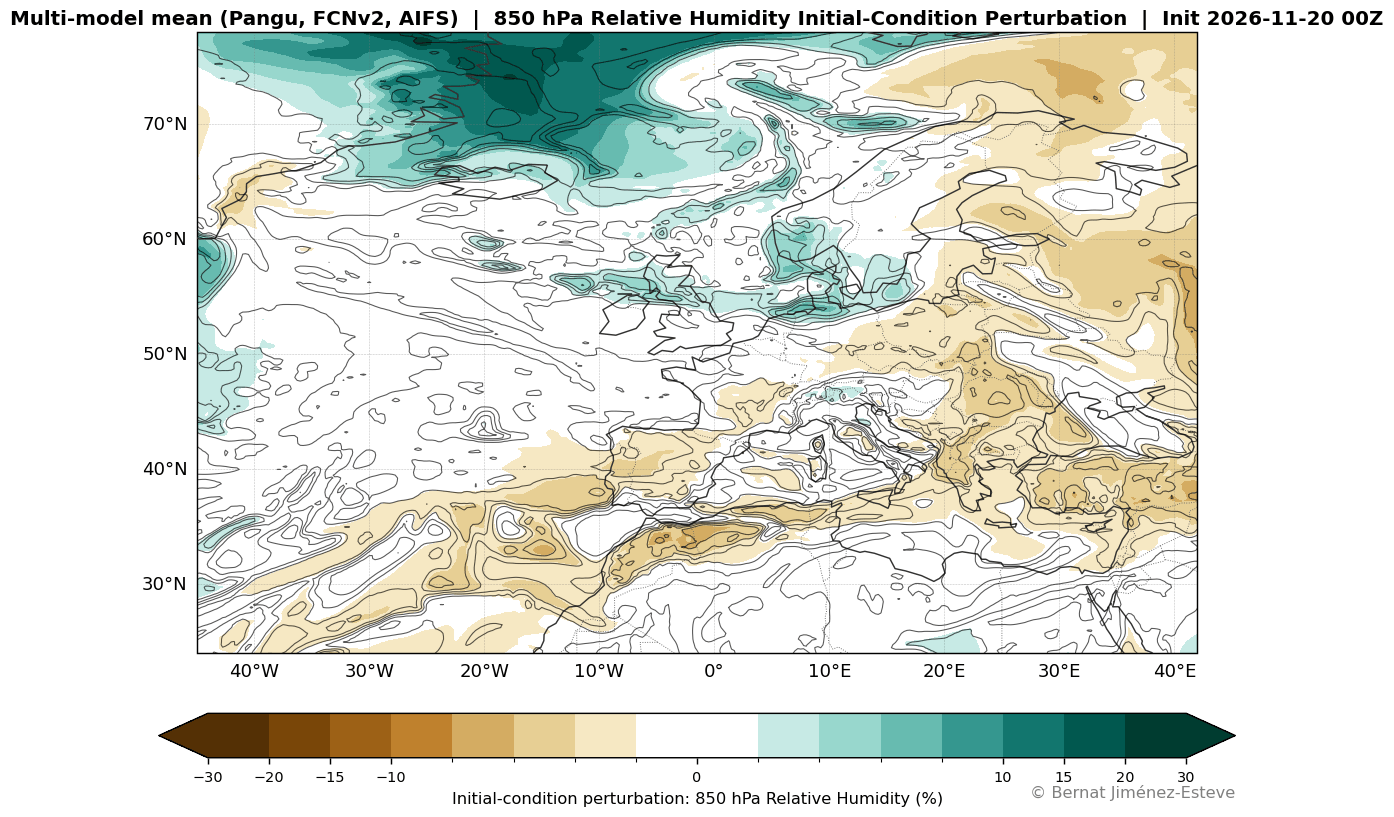 Multi-model mean (Pangu, FCNv2, AIFS)  |  850 hPa Relative Humidity Initial-Condition Perturbation  |  Init 2026-11-20 00Z
70°N
60°N
50°N
40°N
30°N
40°W 30°W 20°W 10°W 0° 10°E 20°E 30°E 40°E
−30 −20 −15 −10 0 10 15 20 30
Initial-condition perturbation: 850 hPa Relative Humidity (%)
© Bernat Jiménez-Esteve